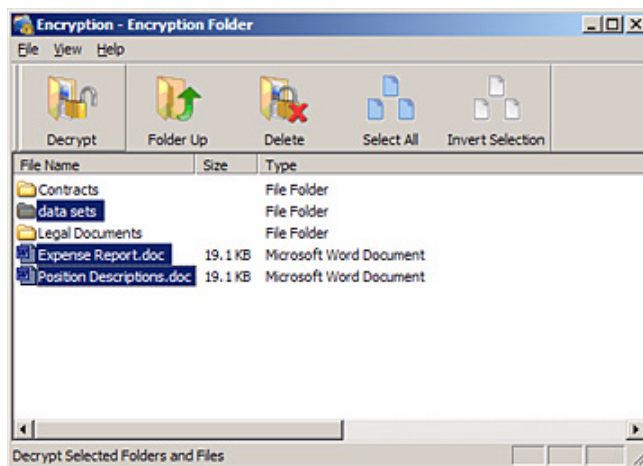 Encryption - Encryption Folder
File View Help
Decrypt Folder Up Delete Select All Invert Selection
File Name Size Type
Contracts File Folder
data sets File Folder
Legal Documents File Folder
Expense Report.doc 19.1 KB Microsoft Word Document
Position Descriptions.doc 19.1 KB Microsoft Word Document
Decrypt Selected Folders and Files